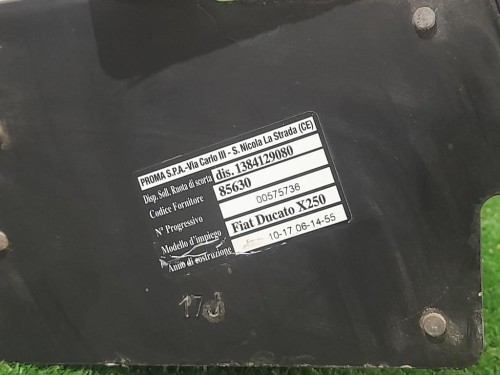 PROMA S.P.A.-Via Carlo III - S. Nicola La Strada (CE)
Disp. Soll. Ruota di scorta dis. 1384129080
Codice Fornitore 85630
N° Progressivo 00575736
Modello d'impiego Fiat Ducato X250
Anno di costruzione 10-17 06-14-55
17J